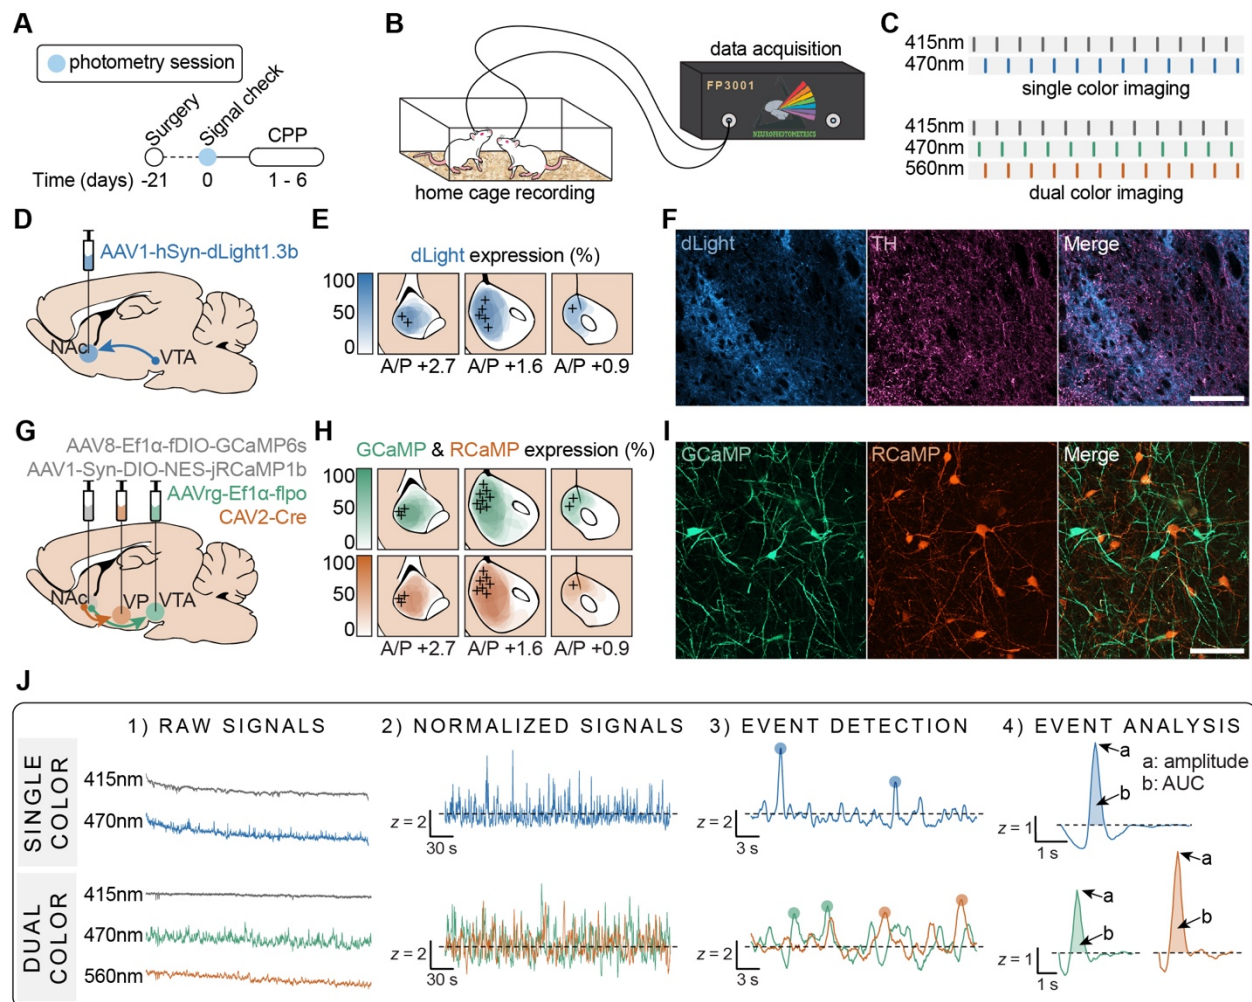 A
photometry session
Surgery
Signal check
CPP
Time (days) -21 0 1 - 6
B
data acquisition
FP3001
NEUROPHOTOMETRICS
home cage recording
C
415nm
470nm
single color imaging
415nm
470nm
560nm
dual color imaging
D
AAV1-hSyn-dLight1.3b
NAc
VTA
E
dLight expression (%)
100
50
0
A/P +2.7 A/P +1.6 A/P +0.9
F
dLight TH Merge
G
AAV8-Ef1α-fDIO-GCaMP6s
AAV1-Syn-DIO-NES-jRCaMP1b
AAVrg-Ef1α-flpo
CAV2-Cre
NAc VP VTA
H
GCaMP & RCaMP expression (%)
100
50
0
100
50
0
A/P +2.7 A/P +1.6 A/P +0.9
I
GCaMP RCaMP Merge
J
1) RAW SIGNALS 2) NORMALIZED SIGNALS 3) EVENT DETECTION 4) EVENT ANALYSIS
SINGLE
COLOR
415nm
470nm
z = 2
30 s
z = 2
3 s
a
b
a: amplitude
b: AUC
z = 1
1 s
DUAL
COLOR
415nm
470nm
560nm
z = 2
30 s
z = 2
3 s
a
b
a
b
z = 1
1 s